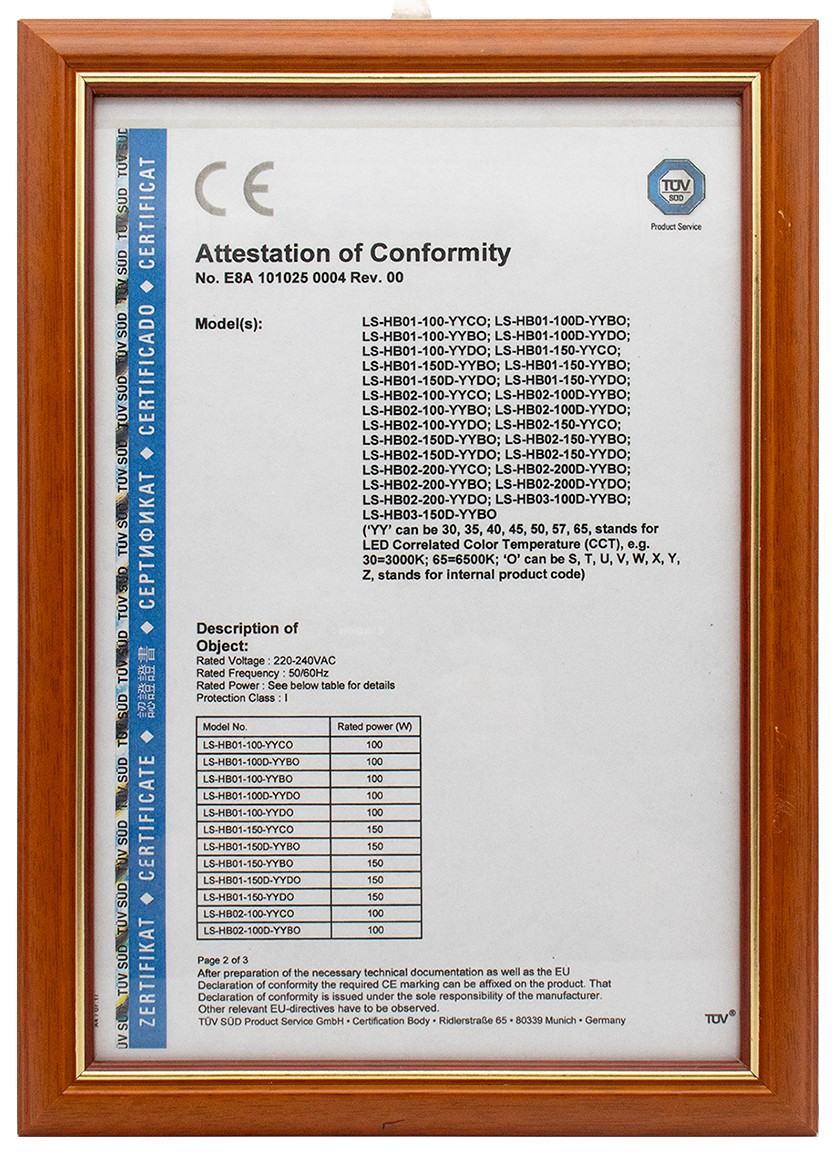 CE
TÜV
SÜD
Product Service
Attestation of Conformity
No. E8A 101025 0004 Rev. 00
Model(s):
LS-HB01-100-YYCO; LS-HB01-100D-YYBO;
LS-HB01-100-YYBO; LS-HB01-100D-YYDO;
LS-HB01-100-YYDO; LS-HB01-150-YYCO;
LS-HB01-150D-YYBO; LS-HB01-150-YYBO;
LS-HB01-150D-YYDO; LS-HB01-150-YYDO;
LS-HB02-100-YYCO; LS-HB02-100D-YYBO;
LS-HB02-100-YYBO; LS-HB02-100D-YYDO;
LS-HB02-100-YYDO; LS-HB02-150-YYCO;
LS-HB02-150D-YYBO; LS-HB02-150-YYBO;
LS-HB02-150D-YYDO; LS-HB02-150-YYDO;
LS-HB02-200-YYCO; LS-HB02-200D-YYBO;
LS-HB02-200-YYBO; LS-HB02-200D-YYDO;
LS-HB02-200-YYDO; LS-HB03-100D-YYBO;
LS-HB03-150D-YYBO
('YY' can be 30, 35, 40, 45, 50, 57, 65, stands for
LED Correlated Color Temperature (CCT), e.g.
30=3000K; 65=6500K; 'O' can be S, T, U, V, W, X, Y,
Z, stands for internal product code)
Description of
Object:
Rated Voltage : 220-240VAC
Rated Frequency : 50/60Hz
Rated Power : See below table for details
Protection Class : I
Model No. Rated power (W)
LS-HB01-100-YYCO 100
LS-HB01-100D-YYBO 100
LS-HB01-100-YYBO 100
LS-HB01-100D-YYDO 100
LS-HB01-100-YYDO 100
LS-HB01-150-YYCO 150
LS-HB01-150D-YYBO 150
LS-HB01-150-YYBO 150
LS-HB01-150D-YYDO 150
LS-HB01-150-YYDO 150
LS-HB02-100-YYCO 100
LS-HB02-100D-YYBO 100
Page 2 of 3
After preparation of the necessary technical documentation as well as the EU
Declaration of conformity the required CE marking can be affixed on the product. That
Declaration of conformity is issued under the sole responsibility of the manufacturer.
Other relevant EU-directives have to be observed.
TÜV SÜD Product Service GmbH • Certification Body • Ridlerstraße 65 • 80339 Munich • Germany
TÜV®
ZERTIFIKAT ◆ CERTIFICATE ◆ 認證證書 ◆ СЕРТИФИКАТ ◆ CERTIFICADO ◆ CERTIFICAT
TÜV SÜD TÜV SÜD TÜV SÜD TÜV SÜD TÜV SÜD TÜV SÜD TÜV SÜD TÜV SÜD